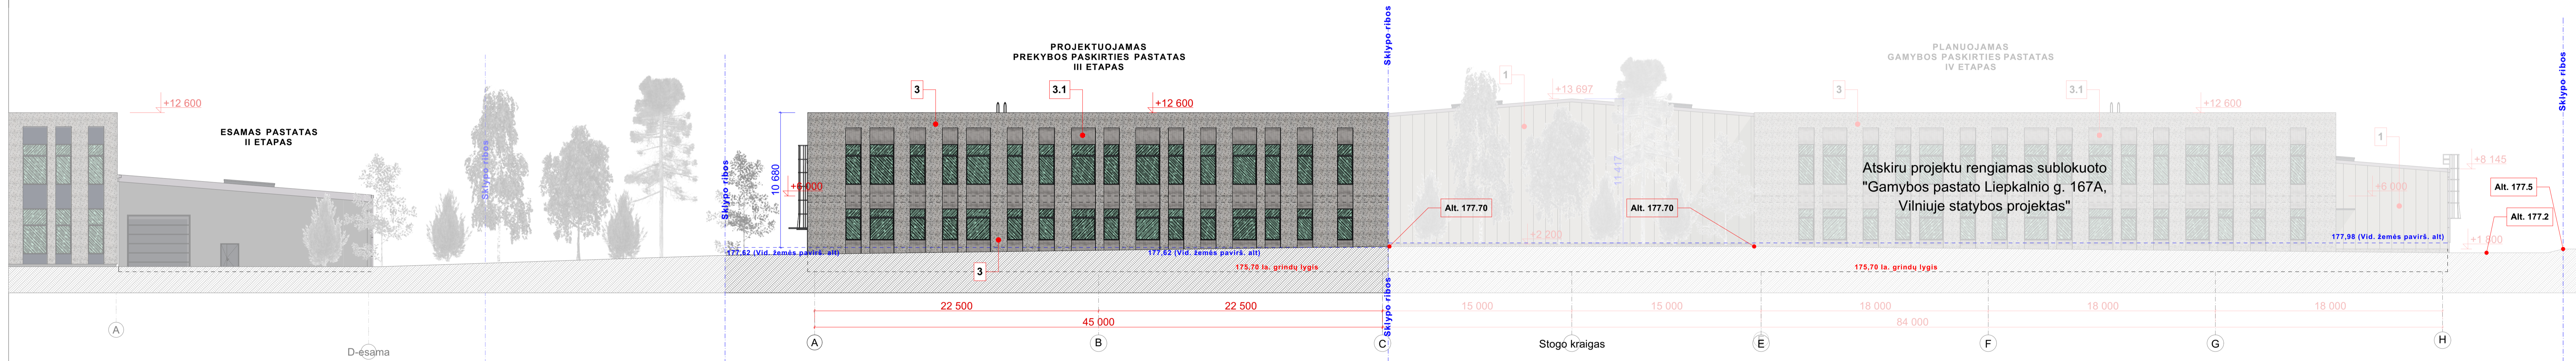 +12 600
ESAMAS PASTATAS
II ETAPAS
Sklypo ribos
Sklypo ribos
PROJEKTUOJAMAS
PREKYBOS PASKIRTIES PASTATAS
III ETAPAS
3
3.1
+12 600
10 680
+6 000
3
177,62 (Vid. žemės pavirš. alt)
177,62 (Vid. žemės pavirš. alt)
175,70 Ia. grindų lygis
Sklypo ribos
Sklypo ribos
PLANUOJAMAS
GAMYBOS PASKIRTIES PASTATAS
IV ETAPAS
1
+13 697
11 417
+2 200
3
3.1
+12 600
1
+8,145
+6 000
+1,800
Atskiru projektu rengiamas sublokuoto
"Gamybos pastato Liepkalnio g. 167A,
Vilniuje statybos projektas"
Alt. 177.70
Alt. 177.70
Alt. 177.5
Alt. 177.2
177,98 (Vid. žemės pavirš. alt)
175,70 Ia. grindų lygis
Sklypo ribos
22 500
22 500
45 000
15 000
15 000
18 000
18 000
18 000
84 000
A
D-esama
A
B
C
Stogo kraigas
E
F
G
H